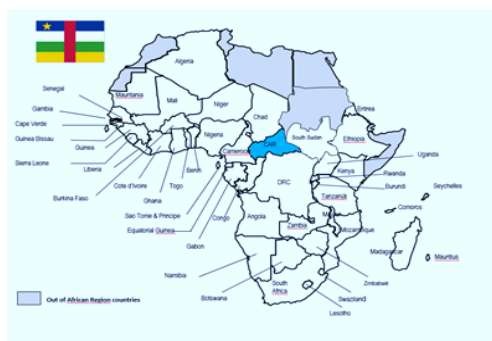 Algeria
Senegal
Mauritania
Mali
Niger
Chad
Eritrea
Gambia
Cape Verde
Guinea Bissau
Guinea
Nigeria
South Sudan
Ethiopia
Sierra Leone
Liberia
Cameroon
CAR
Uganda
Burkina Faso
Cote d'Ivoire
Togo
Benin
Kenya
Rwanda
Ghana
DRC
Burundi
Sao Tome & Principe
Congo
Tanzania
Seychelles
Equatorial Guinea
Angola
Comoros
Gabon
Zambia
Mozambique
Madagascar
Mauritius
Namibia
Zimbabwe
Botswana
South
Africa
Swaziland
Lesotho
Out of African Region countries